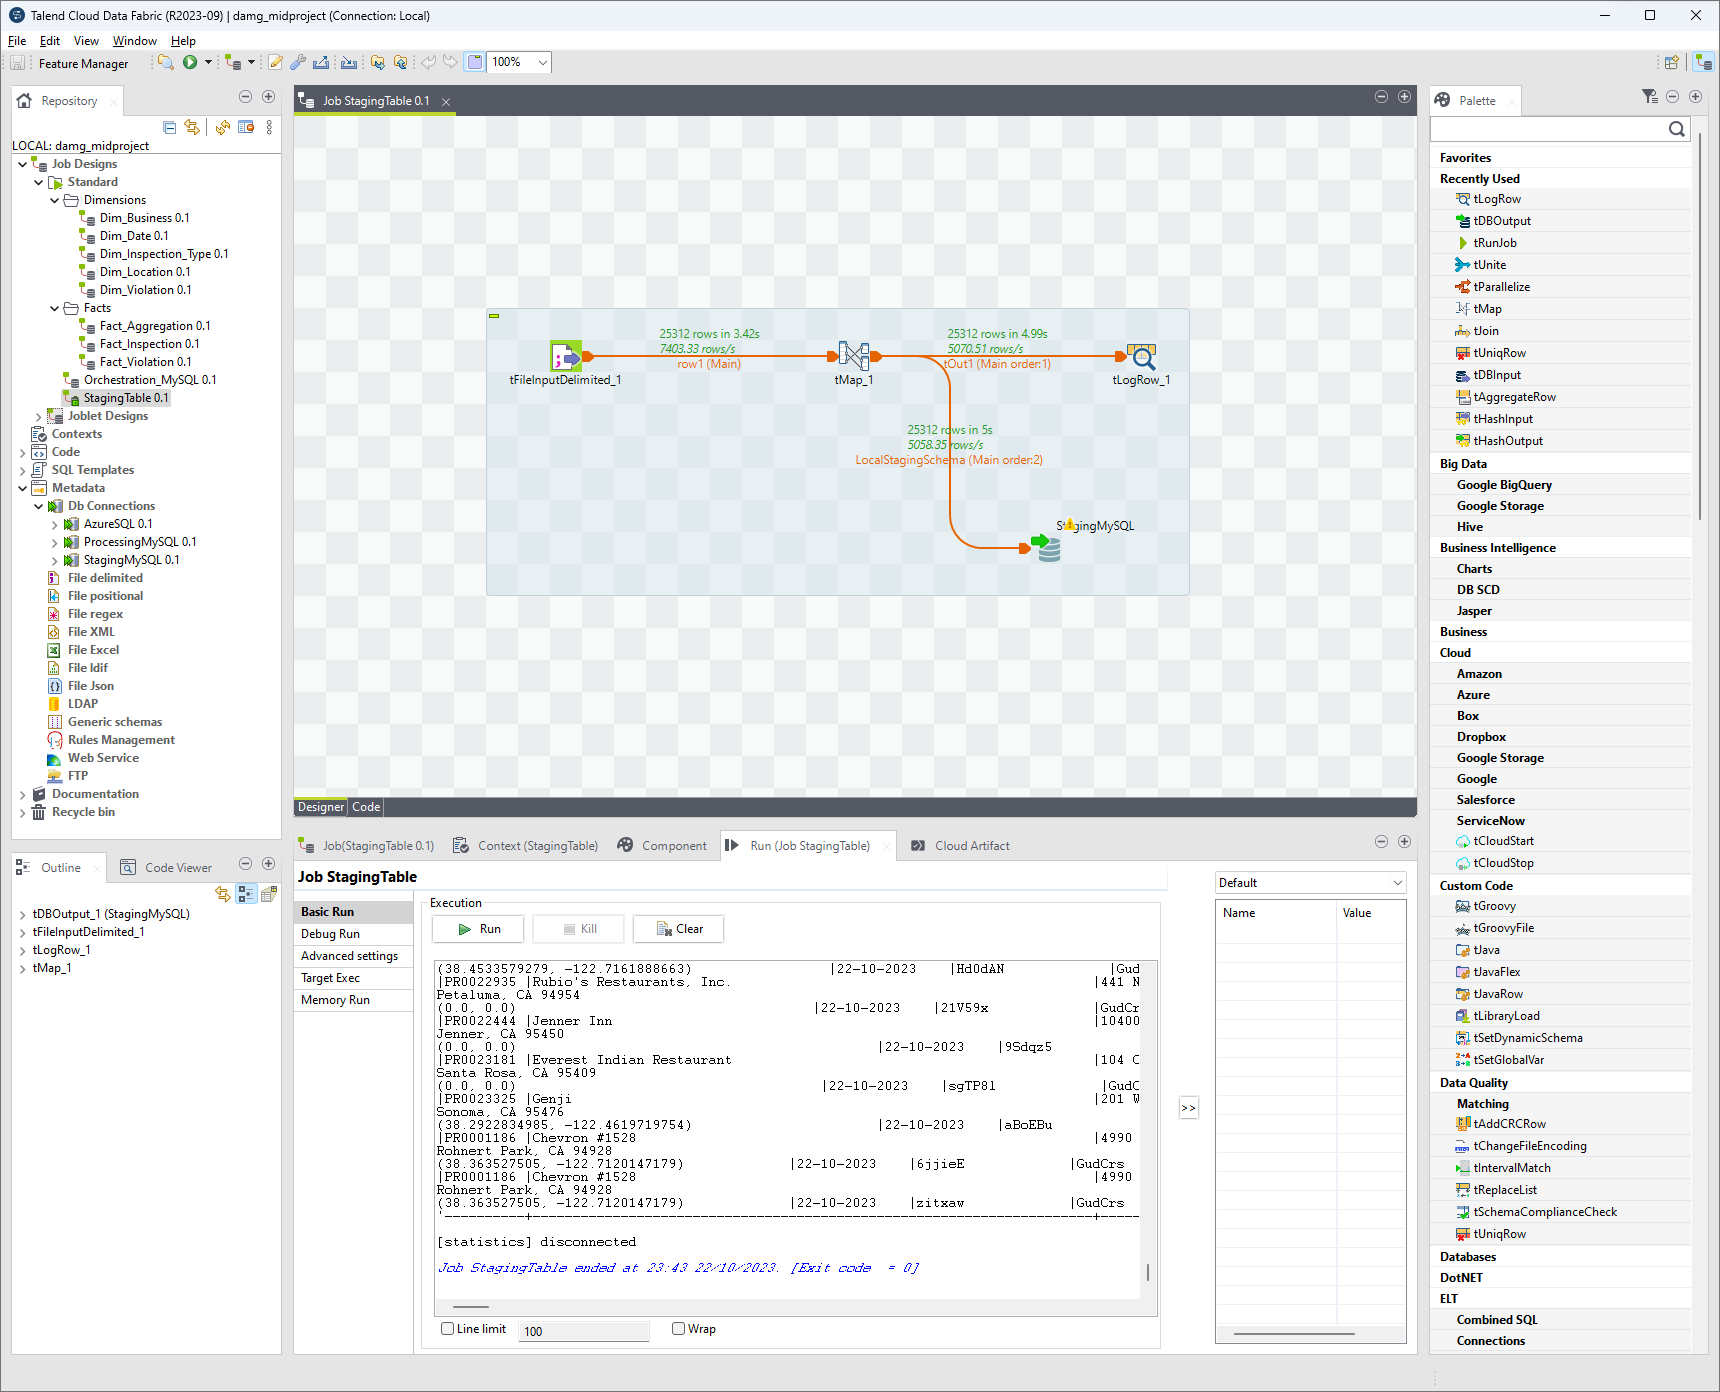 Talend Cloud Data Fabric (R2023-09) | damg_midproject (Connection: Local)
File Edit View Window Help
Feature Manager
100%
Repository
LOCAL: damg_midproject
Job Designs
Standard
Dimensions
Dim_Business 0.1
Dim_Date 0.1
Dim_Inspection_Type 0.1
Dim_Location 0.1
Dim_Violation 0.1
Facts
Fact_Aggregation 0.1
Fact_Inspection 0.1
Fact_Violation 0.1
Orchestration_MySQL 0.1
StagingTable 0.1
Joblet Designs
Contexts
Code
SQL Templates
Metadata
Db Connections
AzureSQL 0.1
ProcessingMySQL 0.1
StagingMySQL 0.1
File delimited
File positional
File regex
File XML
File Excel
File ldif
File Json
LDAP
Generic schemas
Rules Management
Web Service
FTP
Documentation
Recycle bin
Outline
Code Viewer
tDBOutput_1 (StagingMySQL)
tFileInputDelimited_1
tLogRow_1
tMap_1
Job StagingTable 0.1
25312 rows in 3.42s
7403.33 rows/s
row1 (Main)
25312 rows in 4.99s
5070.51 rows/s
tOut1 (Main order:1)
tFileInputDelimited_1
tMap_1
tLogRow_1
25312 rows in 5s
5058.35 rows/s
LocalStagingSchema (Main order:2)
StagingMySQL
Designer Code
Job(StagingTable 0.1)
Context (StagingTable)
Component
Run (Job StagingTable)
Cloud Artifact
Job StagingTable
Basic Run
Debug Run
Advanced settings
Target Exec
Memory Run
Execution
Run
Kill
Clear
(38.4533579279, -122.7161888663) |22-10-2023 |Hd0dAN |Gud
|PR0022935 |Rubio's Restaurants, Inc. |441 N
Petaluma, CA 94954
(0.0, 0.0) |22-10-2023 |21V59x |GudCr
|PR0022444 |Jenner Inn |10400
Jenner, CA 95450
(0.0, 0.0) |22-10-2023 |9Sdqz5
|PR0023181 |Everest Indian Restaurant |104 C
Santa Rosa, CA 95409
(0.0, 0.0) |22-10-2023 |sgTP8l |GudC
|PR0023325 |Genji |201 W
Sonoma, CA 95476
(38.2922834985, -122.4619719754) |22-10-2023 |aBoEBu
|PR0001186 |Chevron #1528 |4990
Rohnert Park, CA 94928
(38.363527505, -122.7120147179) |22-10-2023 |6jjieE |GudCrs
|PR0001186 |Chevron #1528 |4990
Rohnert Park, CA 94928
(38.363527505, -122.7120147179) |22-10-2023 |zitxaw |GudCrs
[statistics] disconnected
Job StagingTable ended at 23:43 22/10/2023. [Exit code = 0]
Line limit
100
Wrap
>>
Default
Name Value
Palette
Favorites
Recently Used
tLogRow
tDBOutput
tRunJob
tUnite
tParallelize
tMap
tJoin
tUniqRow
tDBInput
tAggregateRow
tHashInput
tHashOutput
Big Data
Google BigQuery
Google Storage
Hive
Business Intelligence
Charts
DB SCD
Jasper
Business
Cloud
Amazon
Azure
Box
Dropbox
Google Storage
Google
Salesforce
ServiceNow
tCloudStart
tCloudStop
Custom Code
tGroovy
tGroovyFile
tJava
tJavaFlex
tJavaRow
tLibraryLoad
tSetDynamicSchema
tSetGlobalVar
Data Quality
Matching
tAddCRCRow
tChangeFileEncoding
tIntervalMatch
tReplaceList
tSchemaComplianceCheck
tUniqRow
Databases
DotNET
ELT
Combined SQL
Connections